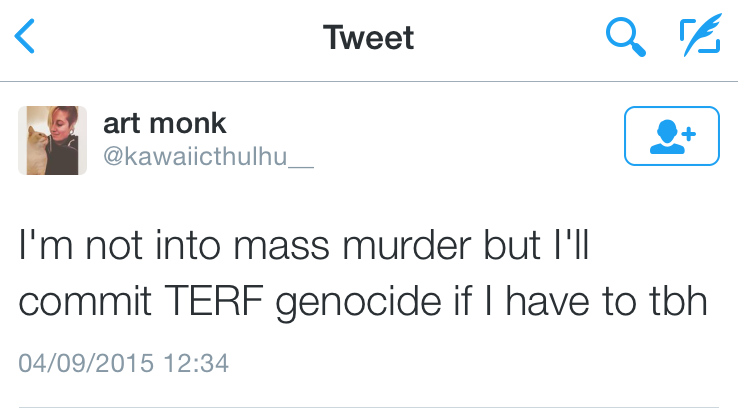 Tweet
art monk
@kawaiicthulhu__
I'm not into mass murder but I'll
commit TERF genocide if I have to tbh
04/09/2015 12:34